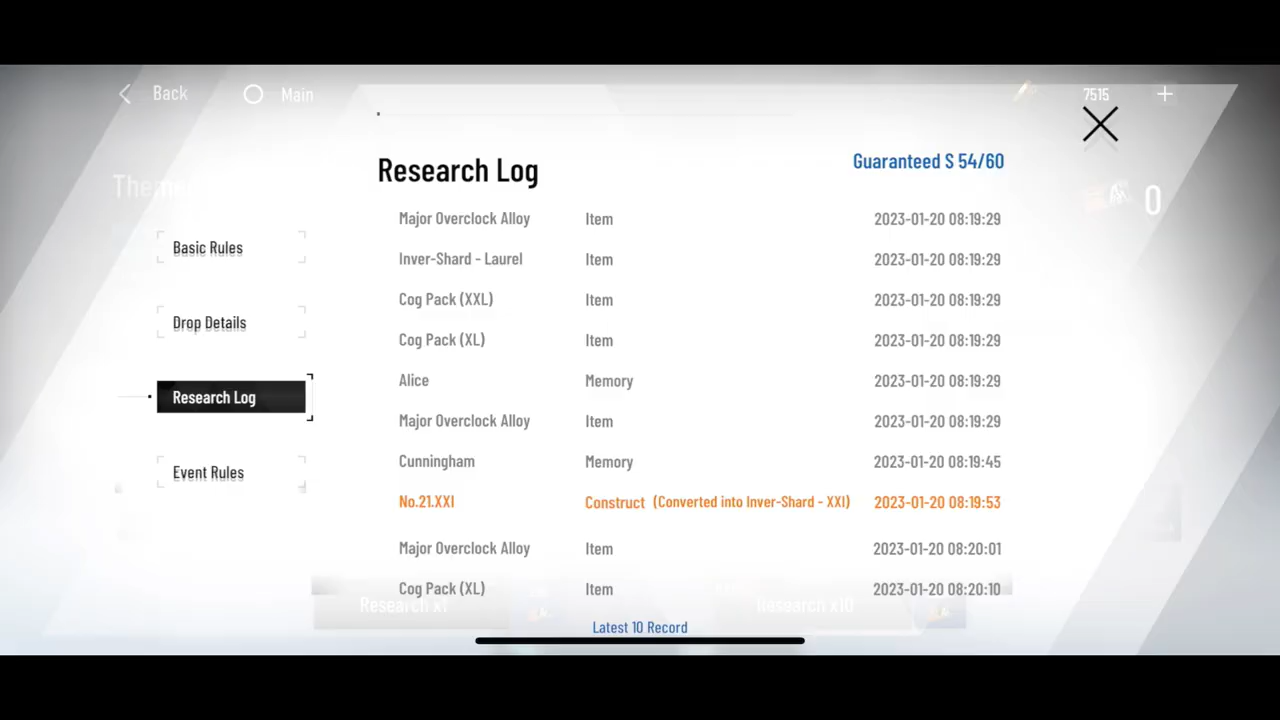 Back
Main
7515
Research Log
Guaranteed S 54/60
Theme
0
Major Overclock Alloy Item 2023-01-20 08:19:29
Basic Rules
Inver-Shard - Laurel Item 2023-01-20 08:19:29
Cog Pack (XXL) Item 2023-01-20 08:19:29
Drop Details
Cog Pack (XL) Item 2023-01-20 08:19:29
Alice Memory 2023-01-20 08:19:29
Research Log
Major Overclock Alloy Item 2023-01-20 08:19:29
Cunningham Memory 2023-01-20 08:19:45
Event Rules
No.21.XXI Construct (Converted into Inver-Shard - XXI) 2023-01-20 08:19:53
Major Overclock Alloy Item 2023-01-20 08:20:01
Cog Pack (XL) Item 2023-01-20 08:20:10
Research x1
Research x10
Latest 10 Record